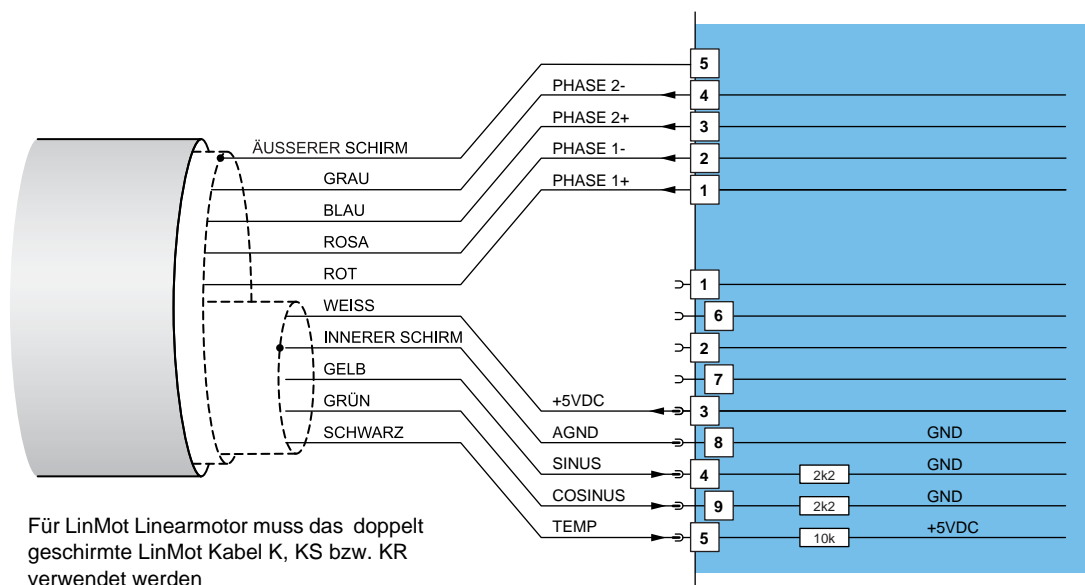 5
PHASE 2-
4
PHASE 2+
3
ÄUSSERER SCHIRM
PHASE 1-
2
GRAU
PHASE 1+
1
BLAU
ROSA
ROT
1
WEISS
6
INNERER SCHIRM
2
GELB
7
GRÜN
+5VDC
3
SCHWARZ
AGND
8
GND
SINUS
4
2k2
GND
COSINUS
9
2k2
GND
TEMP
5
10k
+5VDC
Für LinMot Linearmotor muss das doppelt
geschirmte LinMot Kabel K, KS bzw. KR
verwendet werden